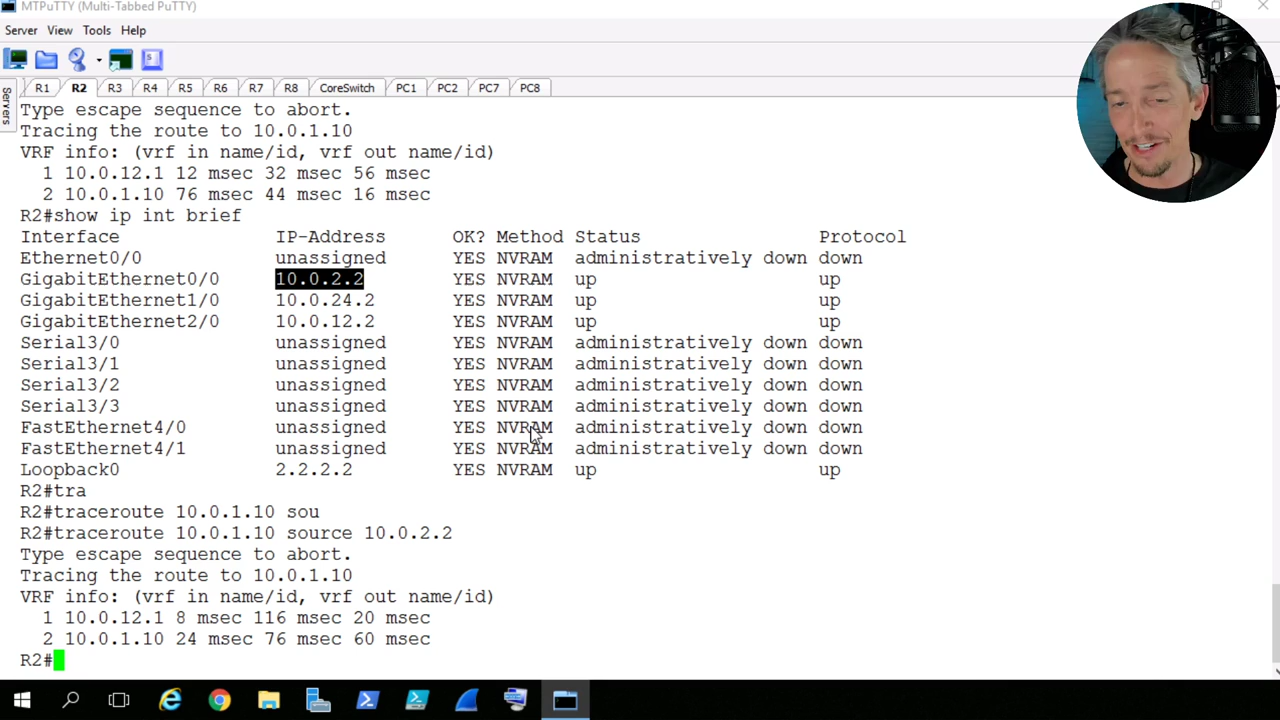 MTPuTTY (Multi-Tabbed PuTTY)
Server View Tools Help
R1 R2 R3 R4 R5 R6 R7 R8 CoreSwitch PC1 PC2 PC7 PC8
Servers
Type escape sequence to abort.
Tracing the route to 10.0.1.10
VRF info: (vrf in name/id, vrf out name/id)
1 10.0.12.1 12 msec 32 msec 56 msec
2 10.0.1.10 76 msec 44 msec 16 msec
R2#show ip int brief
Interface IP-Address OK? Method Status Protocol
Ethernet0/0 unassigned YES NVRAM administratively down down
GigabitEthernet0/0 10.0.2.2 YES NVRAM up up
GigabitEthernet1/0 10.0.24.2 YES NVRAM up up
GigabitEthernet2/0 10.0.12.2 YES NVRAM up up
Serial3/0 unassigned YES NVRAM administratively down down
Serial3/1 unassigned YES NVRAM administratively down down
Serial3/2 unassigned YES NVRAM administratively down down
Serial3/3 unassigned YES NVRAM administratively down down
FastEthernet4/0 unassigned YES NVRAM administratively down down
FastEthernet4/1 unassigned YES NVRAM administratively down down
Loopback0 2.2.2.2 YES NVRAM up up
R2#tra
R2#traceroute 10.0.1.10 sou
R2#traceroute 10.0.1.10 source 10.0.2.2
Type escape sequence to abort.
Tracing the route to 10.0.1.10
VRF info: (vrf in name/id, vrf out name/id)
1 10.0.12.1 8 msec 116 msec 20 msec
2 10.0.1.10 24 msec 76 msec 60 msec
R2#